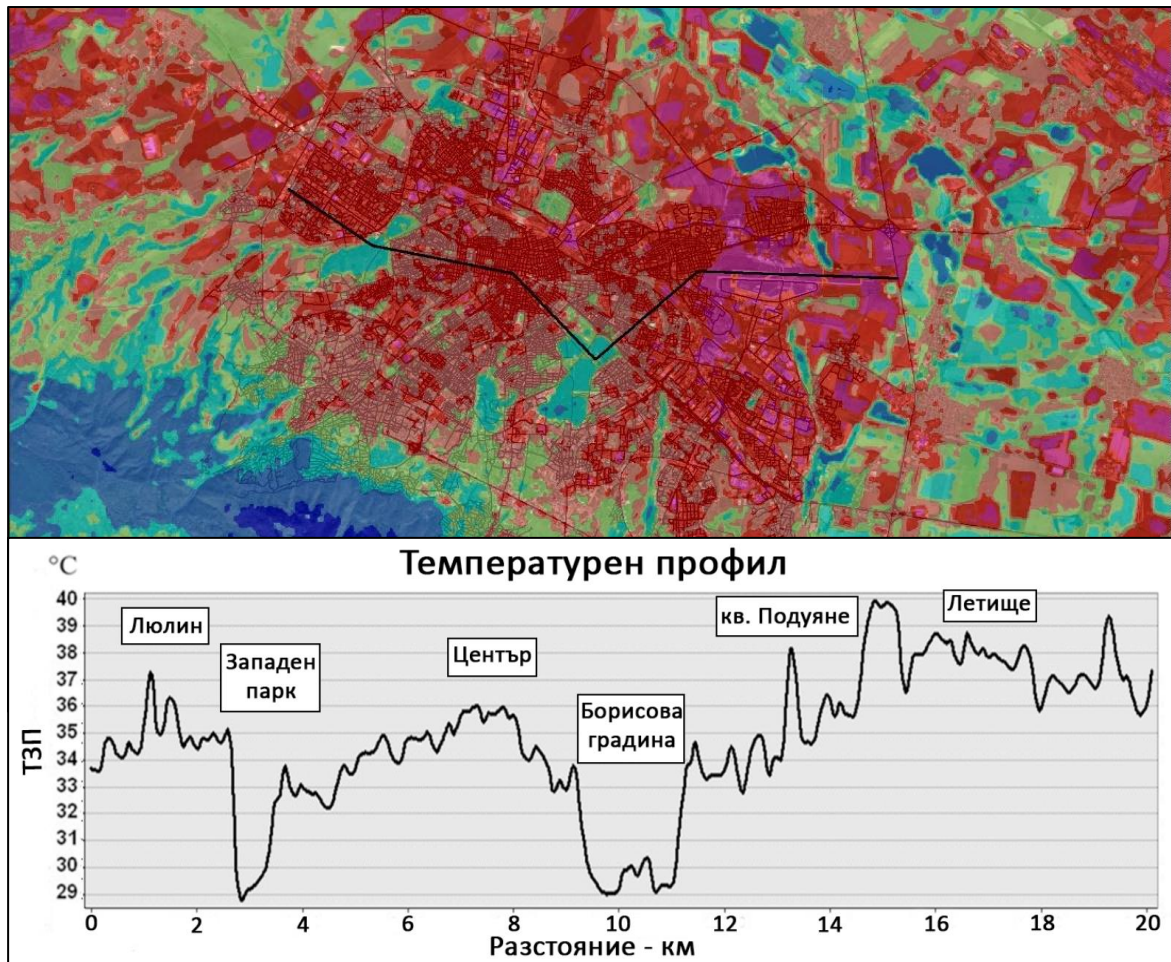 Температурен профил
°C
40
39
38
37
36
35
34
33
32
31
30
29
ТЗП
Люлин
Западен
парк
Център
Борисова
градина
кв. Подуяне
Летище
0 2 4 6 8 10 12 14 16 18 20
Разстояние - км